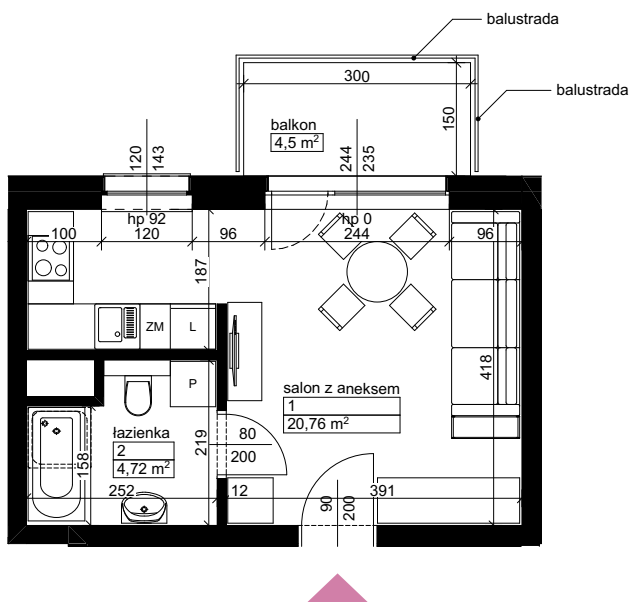 balustrada
balustrada
300
150
balkon
4,5 m²
120
143
244
235
hp 92
hp 0
100
120
96
244
96
187
ZM
L
P
418
salon z aneksem
1
20,76 m²
łazienka
2
4,72 m²
219
158
80
200
252
12
391
90
200